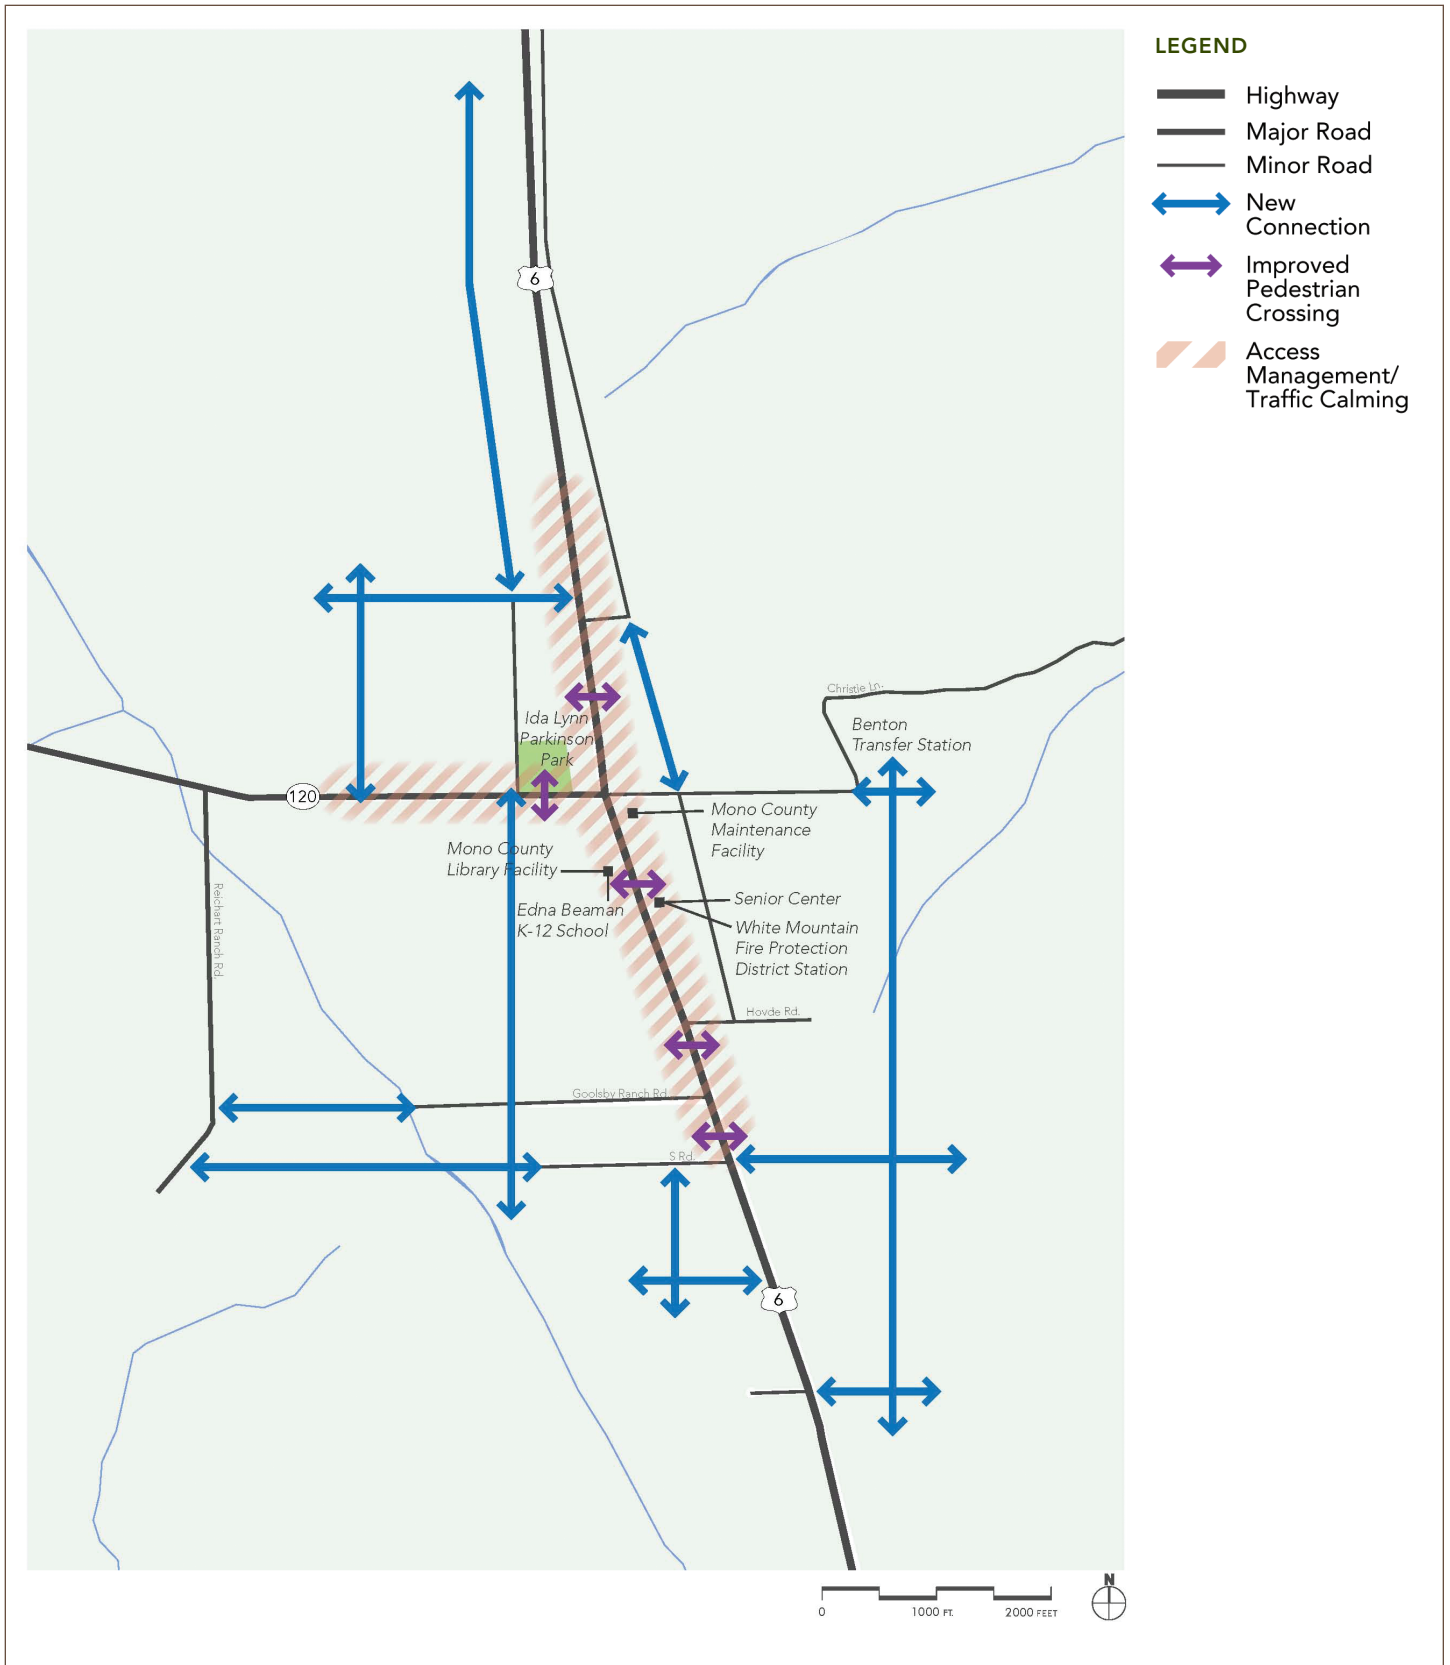 LEGEND
Highway
Major Road
Minor Road
New
Connection
Improved
Pedestrian
Crossing
Access
Management/
Traffic Calming
6
Christie Ln.
Benton
Transfer Station
Ida Lynn
Parkinson
Park
120
Mono County
Maintenance
Facility
Mono County
Library Facility
Edna Beaman
K-12 School
Senior Center
White Mountain
Fire Protection
District Station
Reichart Ranch Rd.
Hovde Rd.
Goolsby Ranch Rd.
S Rd.
6
N
0
1000 FT.
2000 FEET